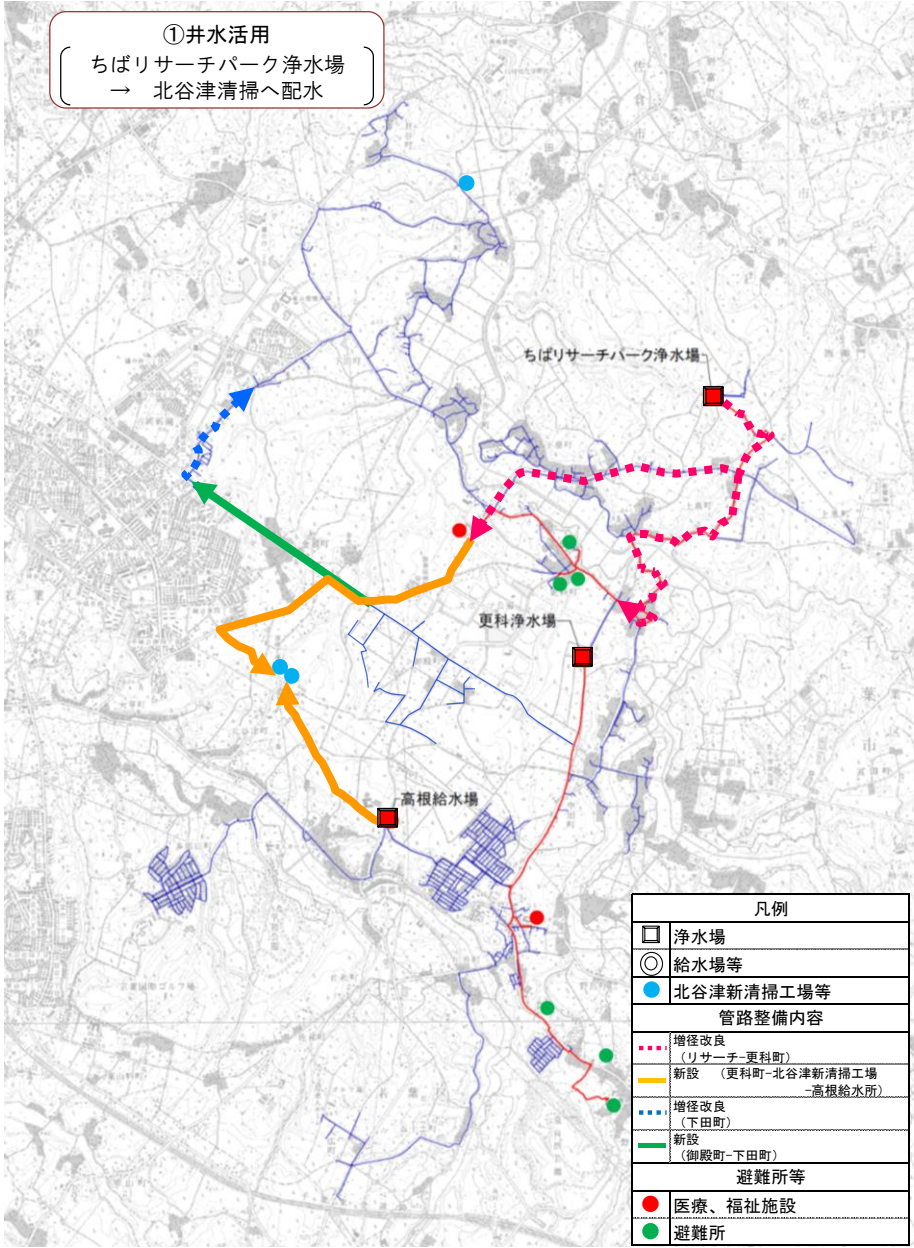 ①井水活用
ちばリサーチパーク浄水場
→ 北谷津清掃へ配水
ちばリサーチパーク浄水場
更科浄水場
高根給水場
凡例
浄水場
給水場等
北谷津新清掃工場等
管路整備内容
増径改良
(リサーチ-更科町)
新設 (更科町-北谷津新清掃工場
-高根給水所)
増径改良
(下田町)
新設
(御殿町-下田町)
避難所等
医療、福祉施設
避難所